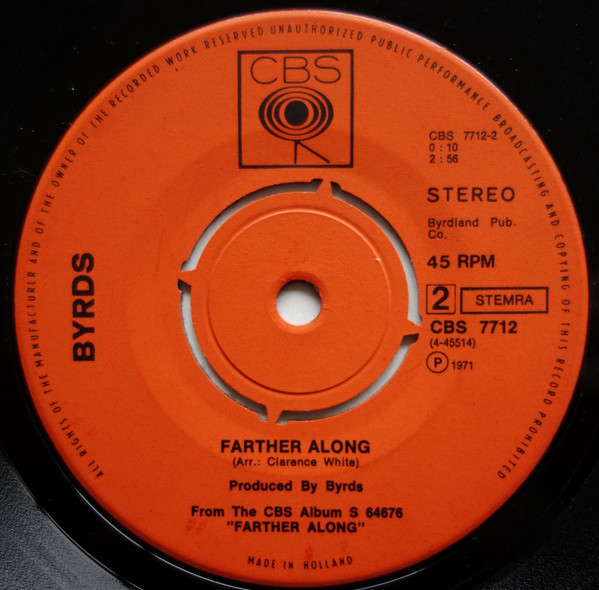 ALL RIGHTS OF THE MANUFACTURER AND OF THE OWNER OF THE RECORDED WORK RESERVED UNAUTHORIZED PUBLIC PERFORMANCE BROADCASTING AND COPYING OF THIS RECORD PROHIBITED
CBS
CBS 7712-2
0 : 10
2 : 56
STEREO
Byrdland Pub.
Co.
45 RPM
2 STEMRA
CBS 7712
(4-45514)
Ⓟ 1971
BYRDS
FARTHER ALONG
(Arr.: Clarence White)
Produced By Byrds
From The CBS Album S 64676
"FARTHER ALONG"
MADE IN HOLLAND